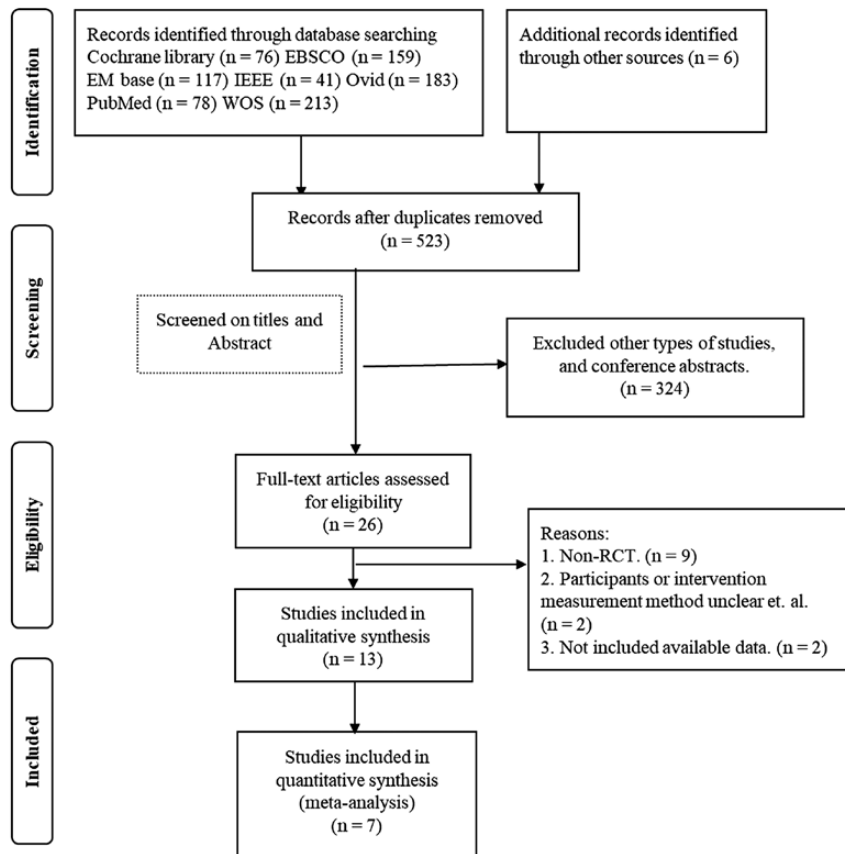 Identification
Records identified through database searching
Cochrane library (n = 76) EBSCO (n = 159)
EM base (n = 117) IEEE (n = 41) Ovid (n = 183)
PubMed (n = 78) WOS (n = 213)
Additional records identified
through other sources (n = 6)
Records after duplicates removed
(n = 523)
Screening
Screened on titles and
Abstract
Excluded other types of studies,
and conference abstracts.
(n = 324)
Eligibility
Full-text articles assessed
for eligibility
(n = 26)
Reasons:
1. Non-RCT. (n = 9)
2. Participants or intervention
measurement method unclear et. al.
(n = 2)
3. Not included available data. (n = 2)
Studies included in
qualitative synthesis
(n = 13)
Included
Studies included in
quantitative synthesis
(meta-analysis)
(n = 7)